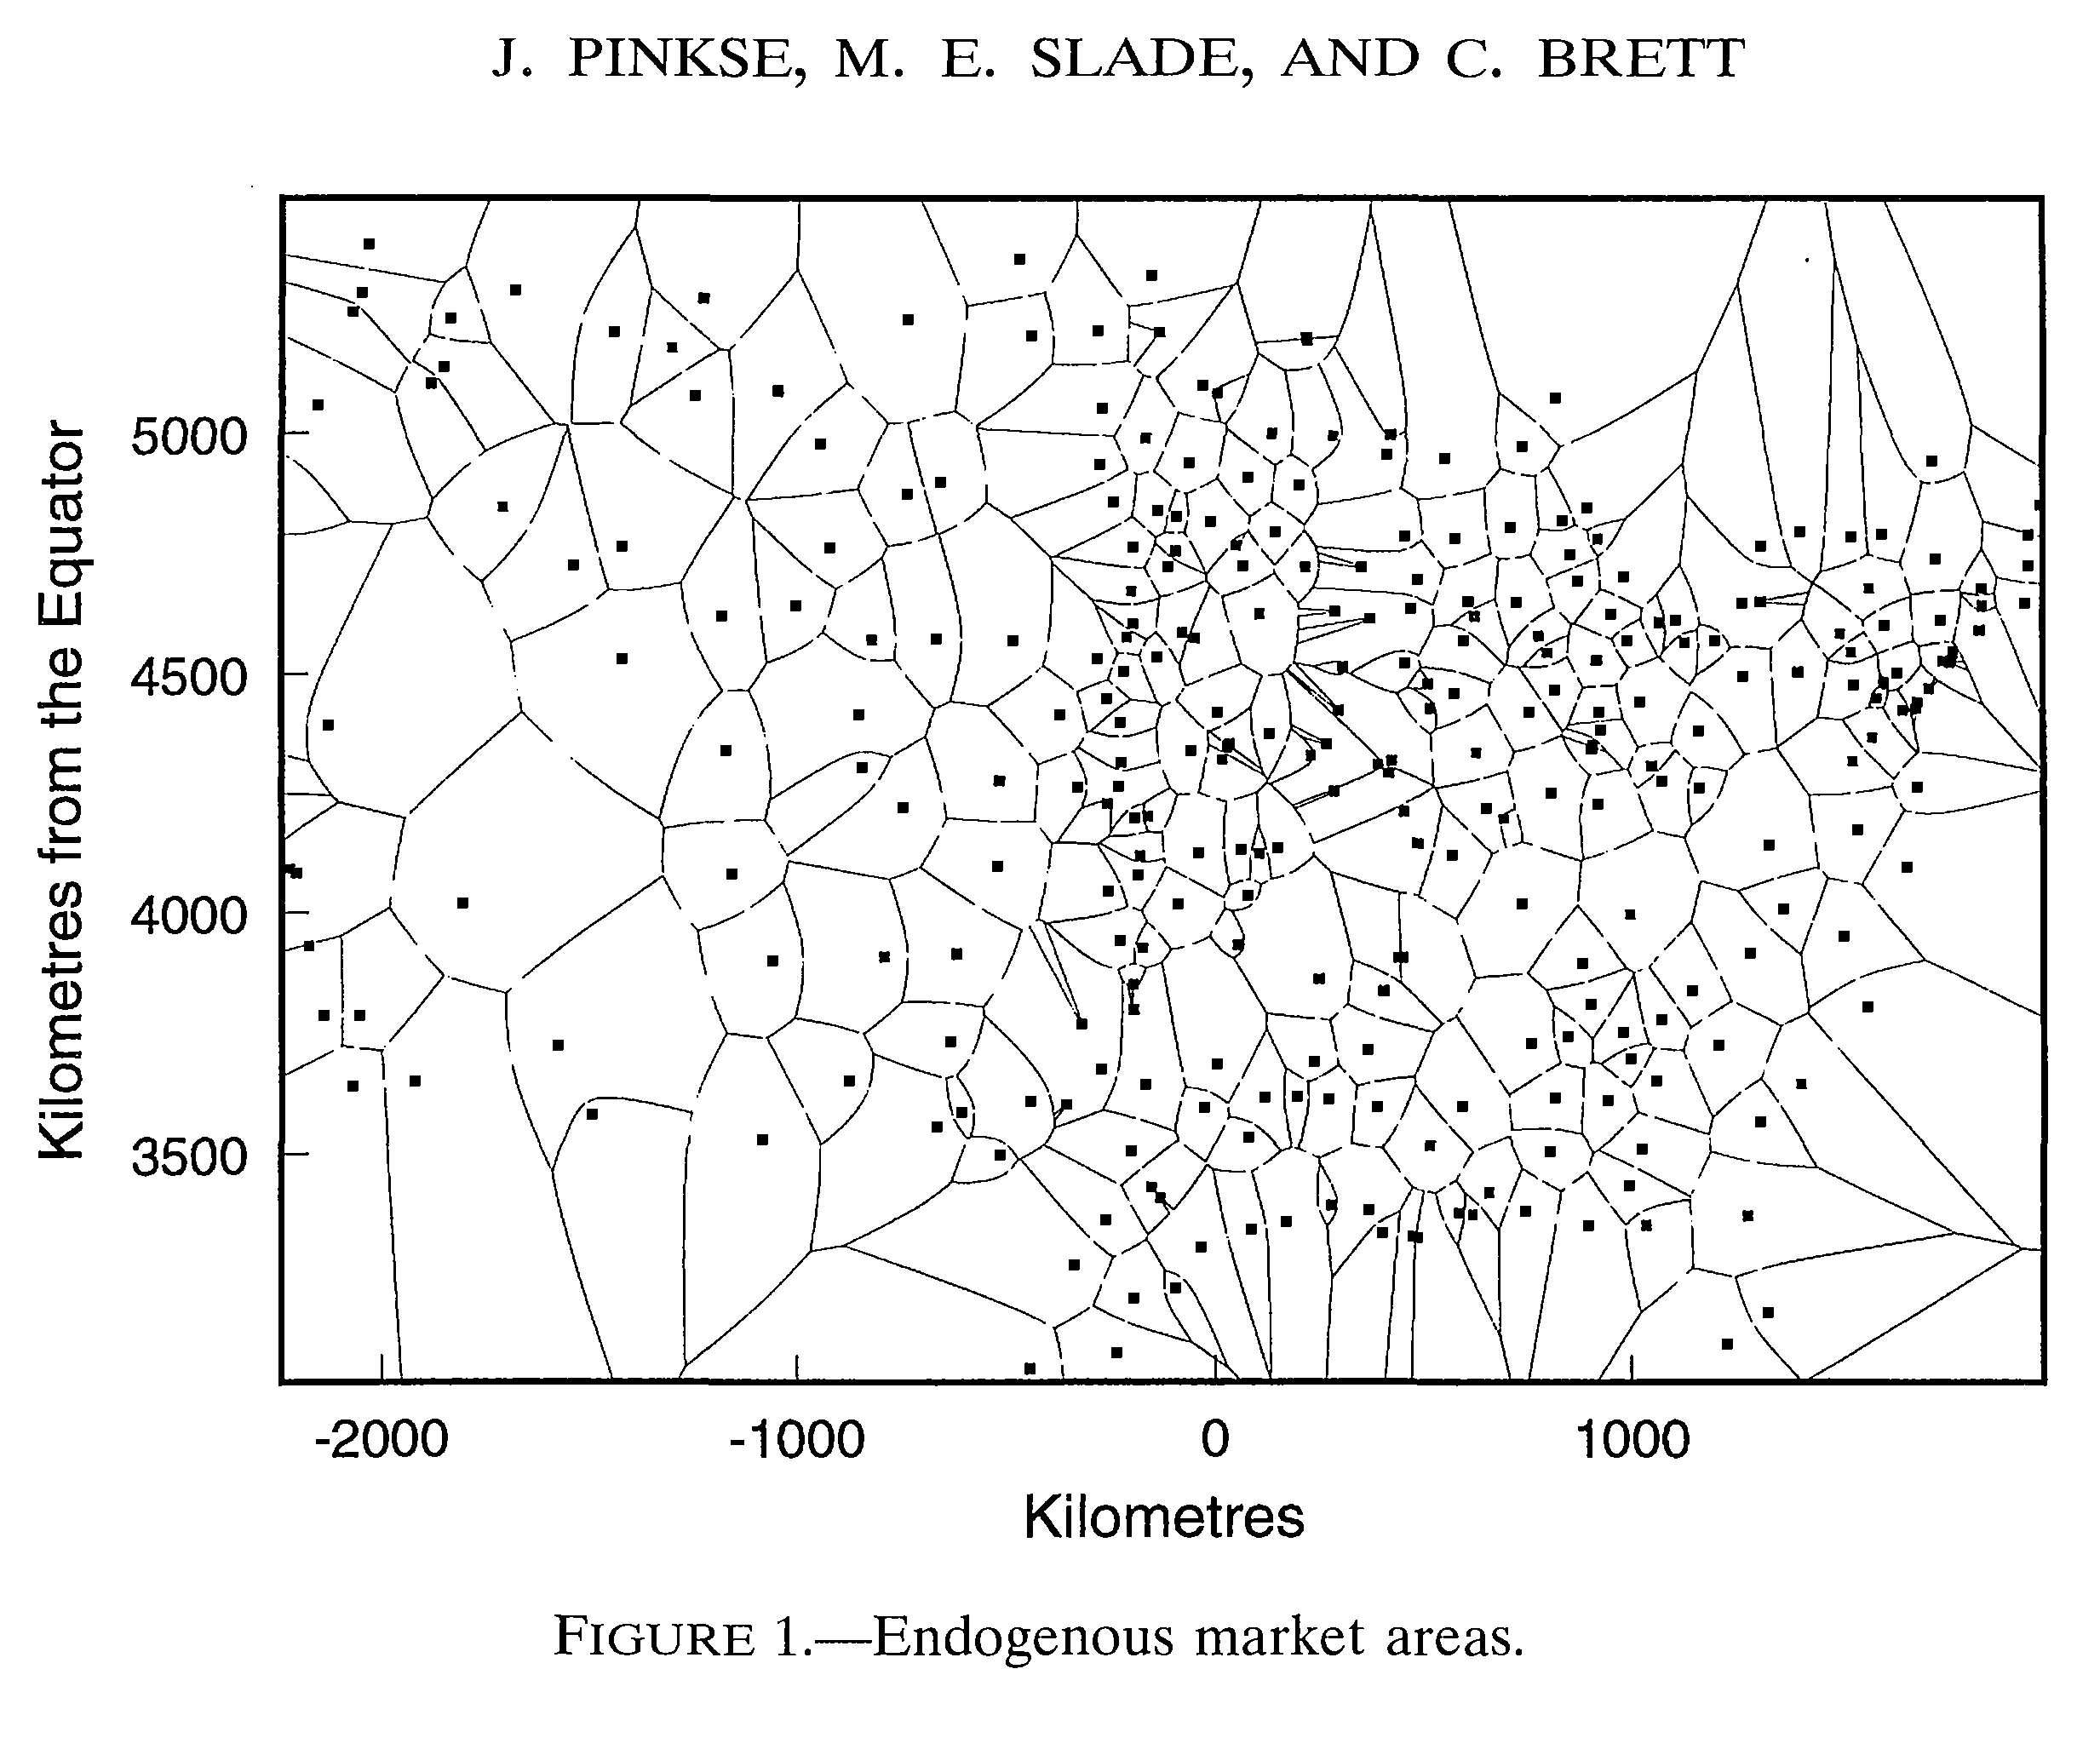 J. PINKSE, M. E. SLADE, AND C. BRETT
Kilometres from the Equator
5000
4500
4000
3500
-2000 -1000 0 1000
Kilometres
FIGURE 1.—Endogenous market areas.